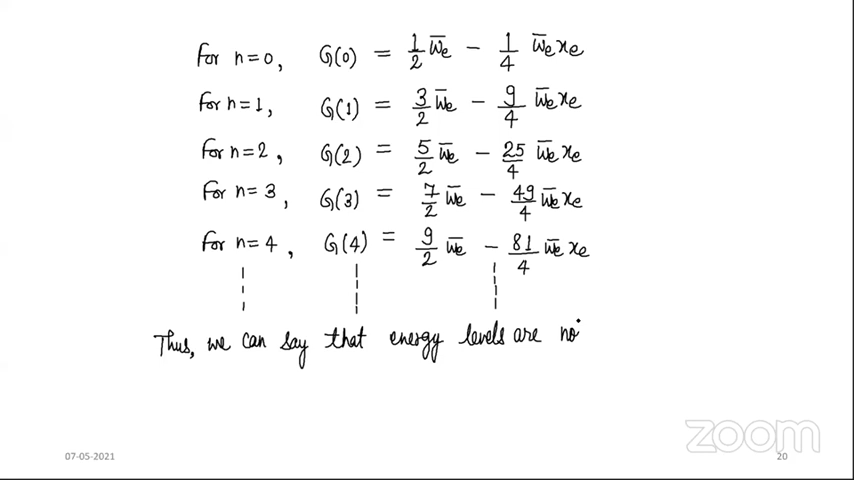 for n=0, G(0) = 1/2 w̅e - 1/4 w̅e xe
for n=1, G(1) = 3/2 w̅e - 9/4 w̅e xe
for n=2, G(2) = 5/2 w̅e - 25/4 w̅e xe
for n=3, G(3) = 7/2 w̅e - 49/4 w̅e xe
for n=4, G(4) = 9/2 w̅e - 81/4 w̅e xe
Thus, we can say that energy levels are no
zoom
07-05-2021 20